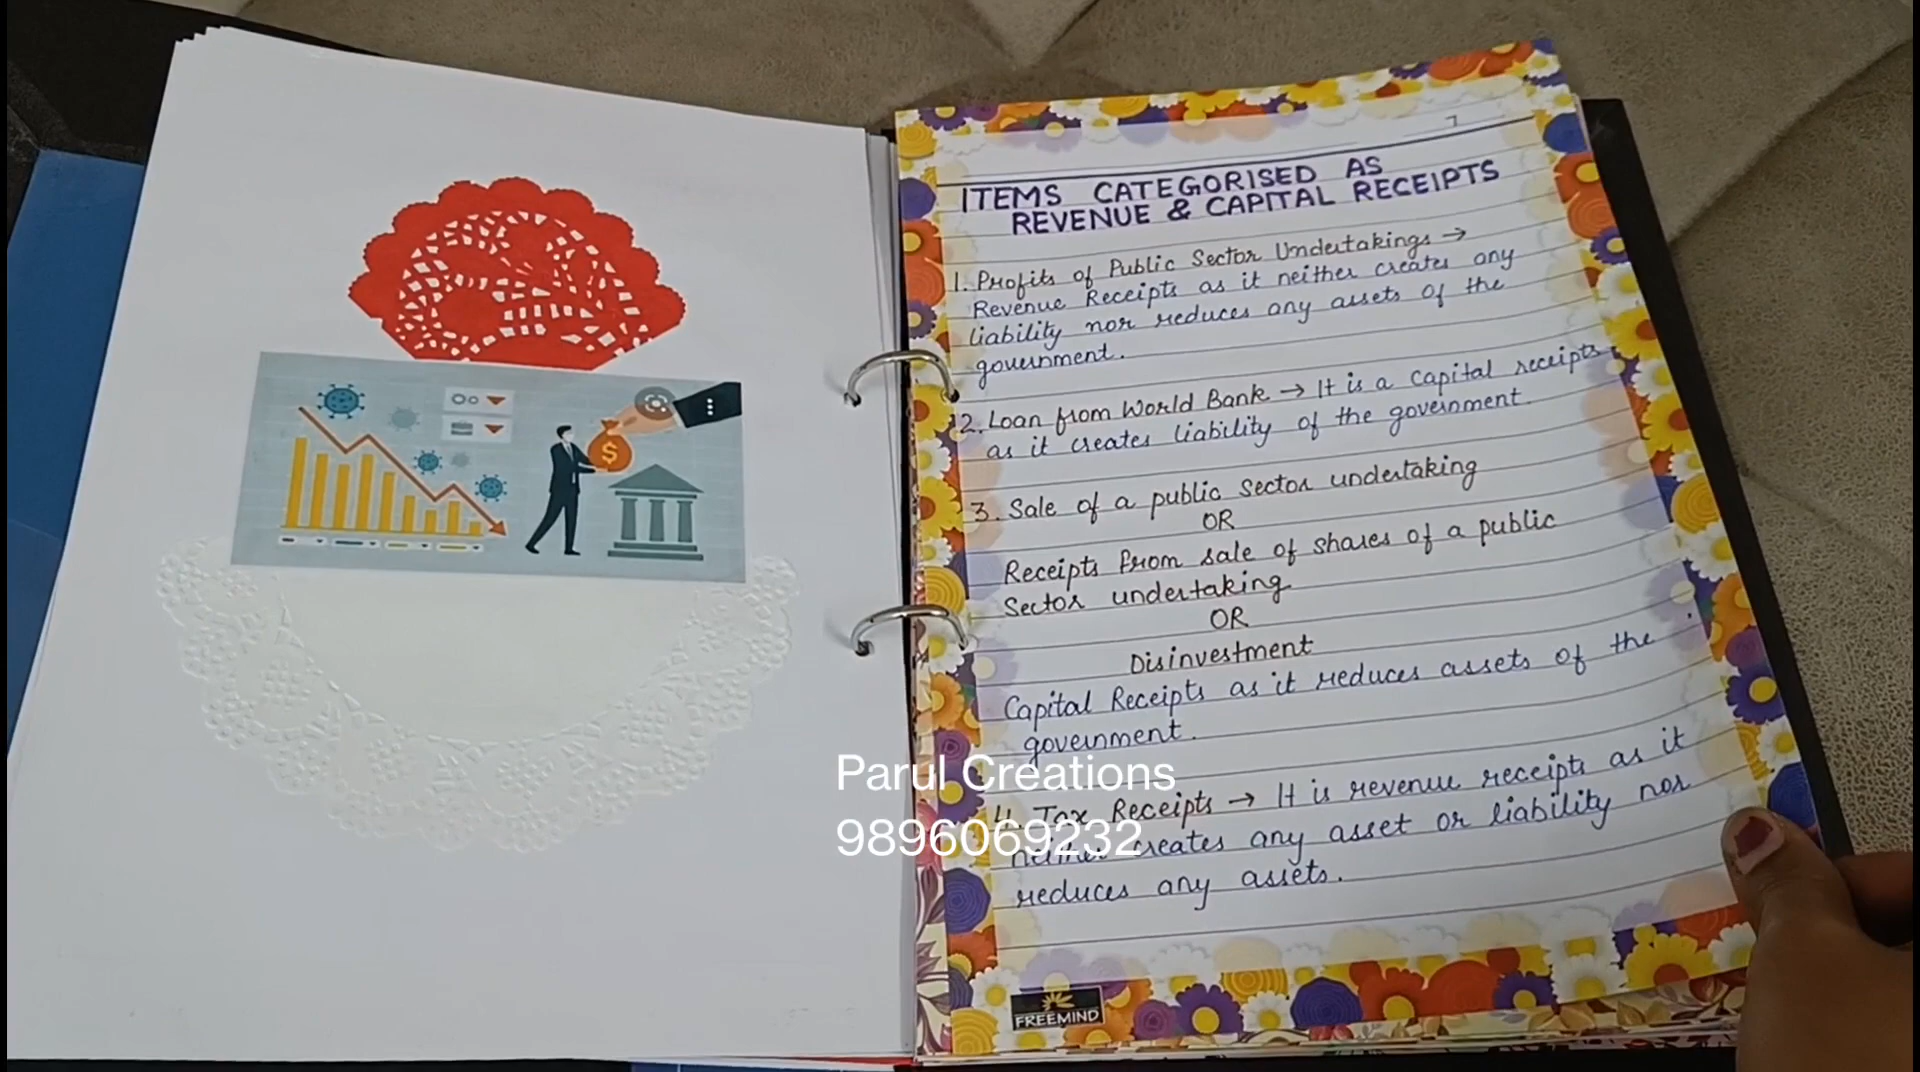 7
ITEMS CATEGORISED AS
REVENUE & CAPITAL RECEIPTS
1. Profits of Public Sector Undertakings →
Revenue Receipts as it neither creates any
liability nor reduces any assets of the
government.
2. Loan from World Bank → It is a capital receipts
as it creates liability of the government.
3. Sale of a public sector undertaking
OR
Receipts from sale of shares of a public
Sector undertaking
OR
Disinvestment
Capital Receipts as it reduces assets of the
government.
4. Tax Receipts → It is revenue receipts as it
neither creates any asset or liability nor
reduces any assets.
$
Parul Creations
9896069232
FREEMIND